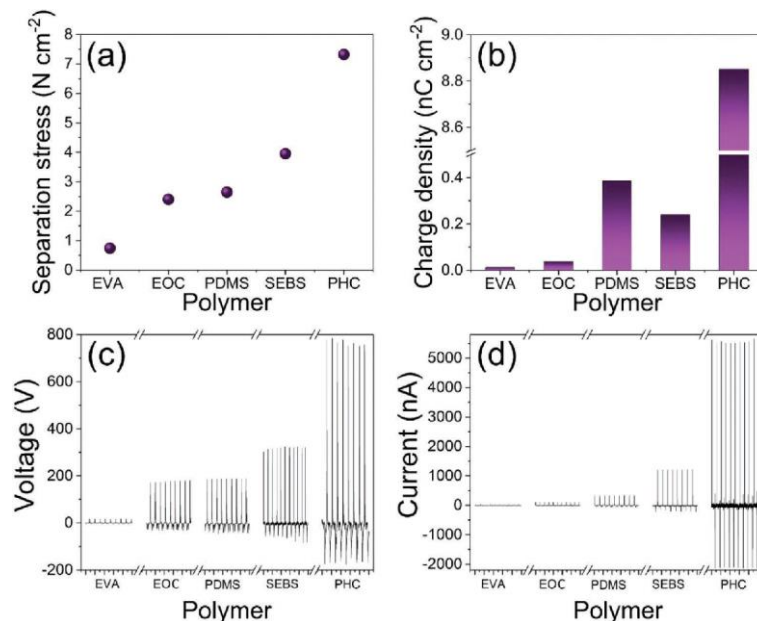 (a)
Separation stress (N cm⁻²)
8
7
6
5
4
3
2
1
0
EVA EOC PDMS SEBS PHC
Polymer
(b)
Charge density (nC cm⁻²)
9.0
8.8
8.6
0.4
0.2
0.0
EVA EOC PDMS SEBS PHC
Polymer
(c)
Voltage (V)
800
600
400
200
0
-200
EVA EOC PDMS SEBS PHC
Polymer
(d)
Current (nA)
5000
4000
3000
2000
1000
0
-1000
-2000
EVA EOC PDMS SEBS PHC
Polymer